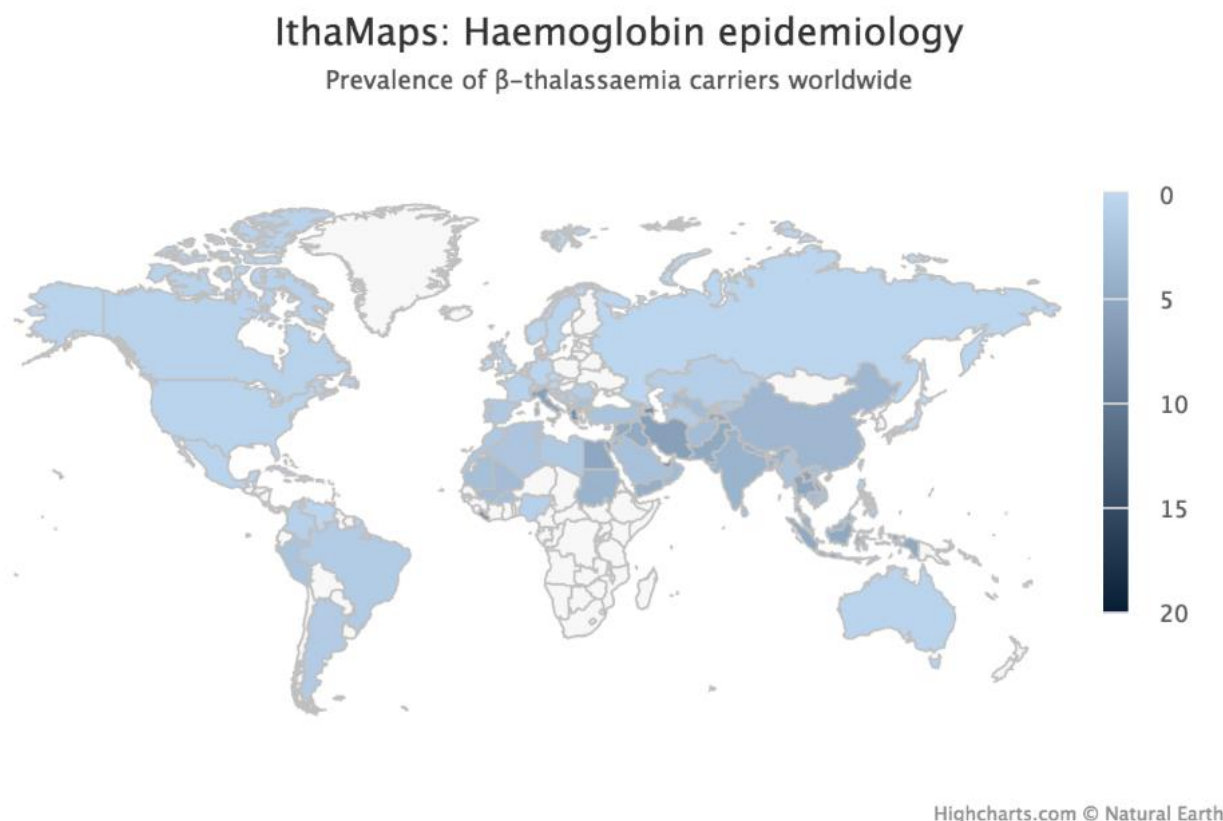 IthaMaps: Haemoglobin epidemiology
Prevalence of β-thalassaemia carriers worldwide
0
5
10
15
20
Highcharts.com © Natural Earth